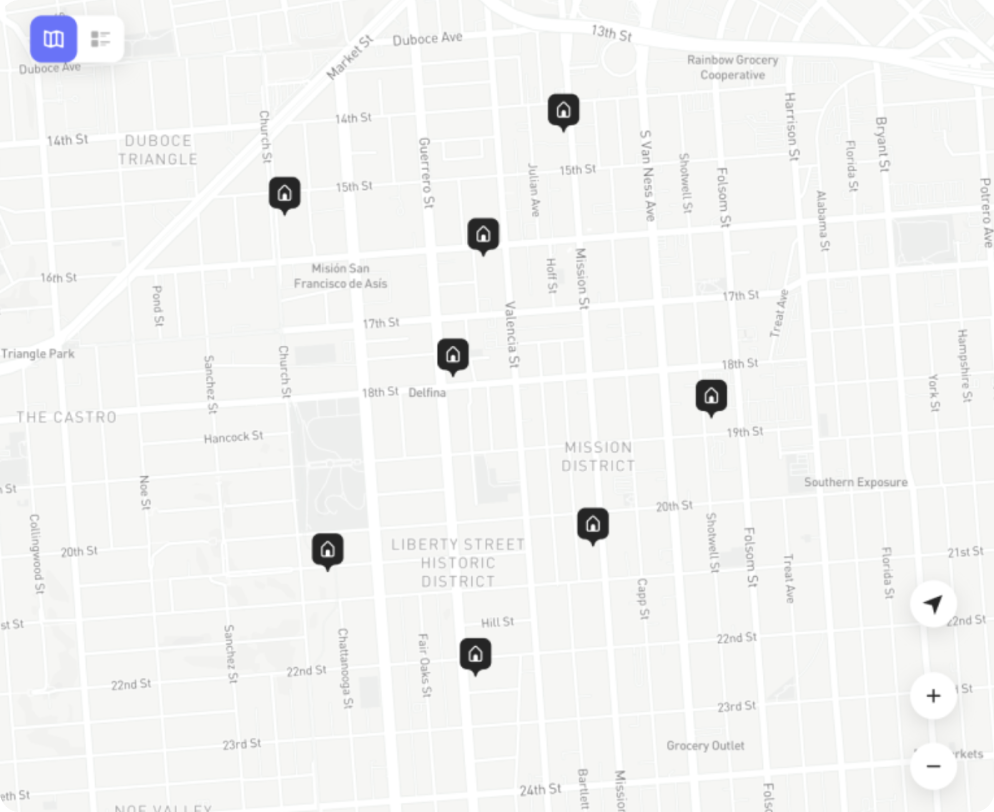 Duboce Ave
13th St
Market St
Rainbow Grocery
Cooperative
Duboce Ave
Church St
14th St
14th St
DUBOCE
TRIANGLE
Guerrero St
S Van Ness Ave
Harrison St
Bryant St
Florida St
15th St
15th St
Julian Ave
Shotwell St
Folsom St
Alabama St
Potrero Ave
16th St
Misión San
Francisco de Asís
Hoff St
Mission St
Pond St
17th St
Treat Ave
17th St
Valencia St
Triangle Park
Sanchez St
Church St
18th St
Hampshire St
York St
18th St
Delfina
THE CASTRO
Hancock St
19th St
MISSION
DISTRICT
Southern Exposure
Noe St
20th St
Collingwood St
20th St
LIBERTY STREET
HISTORIC
DISTRICT
Shotwell St
Folsom St
Treat Ave
Florida St
21st St
Capp St
Hill St
22nd St
st St
Sanchez St
Chattanooga St
Fair Oaks St
22nd St
22nd St
22nd St
23rd St
23rd St
Grocery Outlet
24th St
Bartlett
Mission
NOE VALLEY